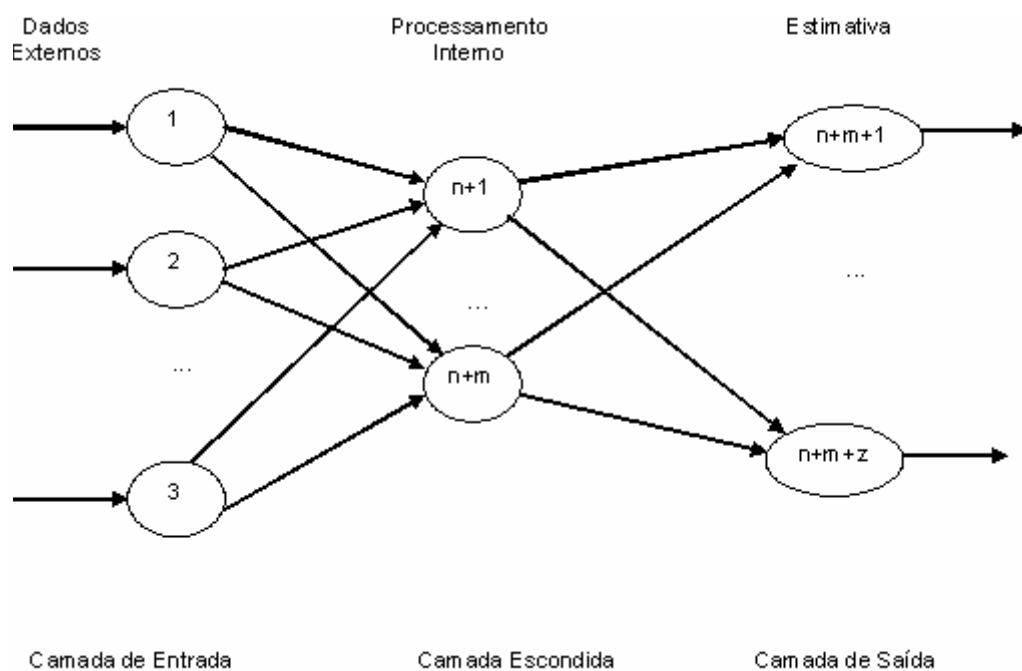 Dados
Externos
Processamento
Interno
Estimativa
1
n+m+1
n+1
2
...
...
...
n+m
n+m+z
3
Camada de Entrada
Camada Escondida
Camada de Saída